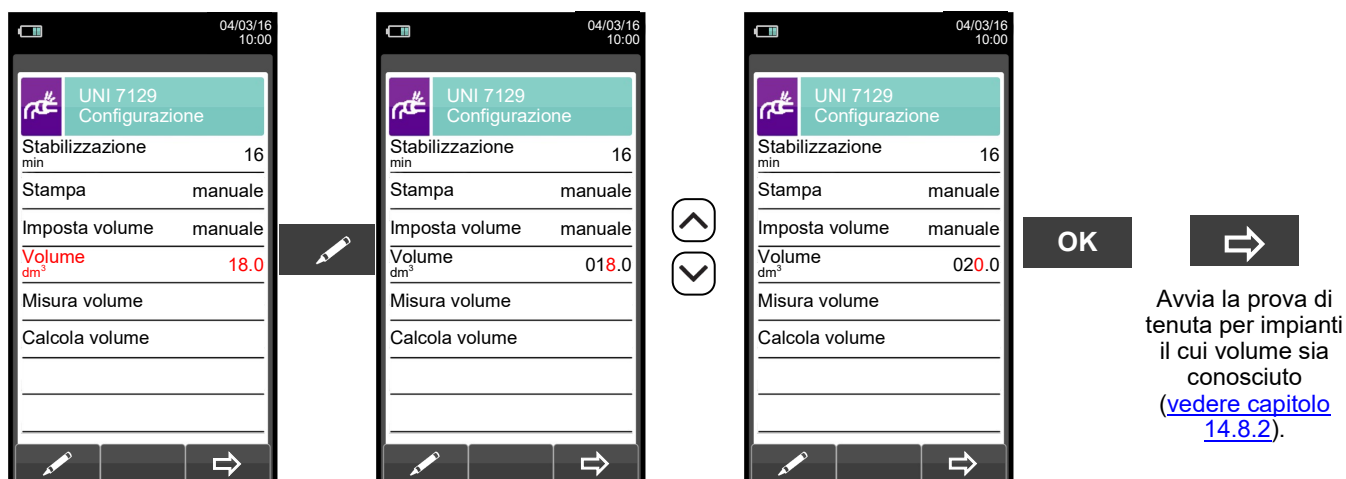 04/03/16
10:00
UNI 7129
Configurazione
Stabilizzazione
min
16
Stampa manuale
Imposta volume manuale
Volume
dm³
18.0
Misura volume
Calcola volume
04/03/16
10:00
UNI 7129
Configurazione
Stabilizzazione
min
16
Stampa manuale
Imposta volume manuale
Volume
dm³
018.0
Misura volume
Calcola volume
04/03/16
10:00
UNI 7129
Configurazione
Stabilizzazione
min
16
Stampa manuale
Imposta volume manuale
Volume
dm³
020.0
Misura volume
Calcola volume
OK
Avvia la prova di
tenuta per impianti
il cui volume sia
conosciuto
(vedere capitolo
14.8.2).